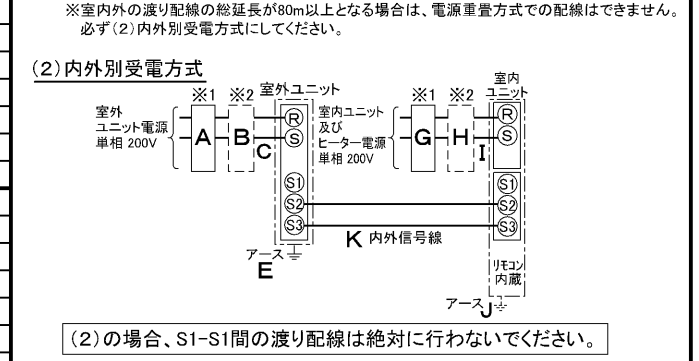 ※室内外の渡り配線の総延長が80m以上となる場合は、電源重畳方式での配線はできません。
必ず(2)内外別受電方式にしてください。
(2)内外別受電方式
※1 ※2 室外ユニット
室外
ユニット電源
単相 200V
A B C
R
S
S1
S2
S3
アース
E
室内ユニット
及び
ヒーター電源
単相 200V
※1 ※2
G H I
室内
ユニット
R
S
S1
S2
S3
K 内外信号線
リモコン
内蔵
アース J
(2)の場合、S1-S1間の渡り配線は絶対に行わないでください。